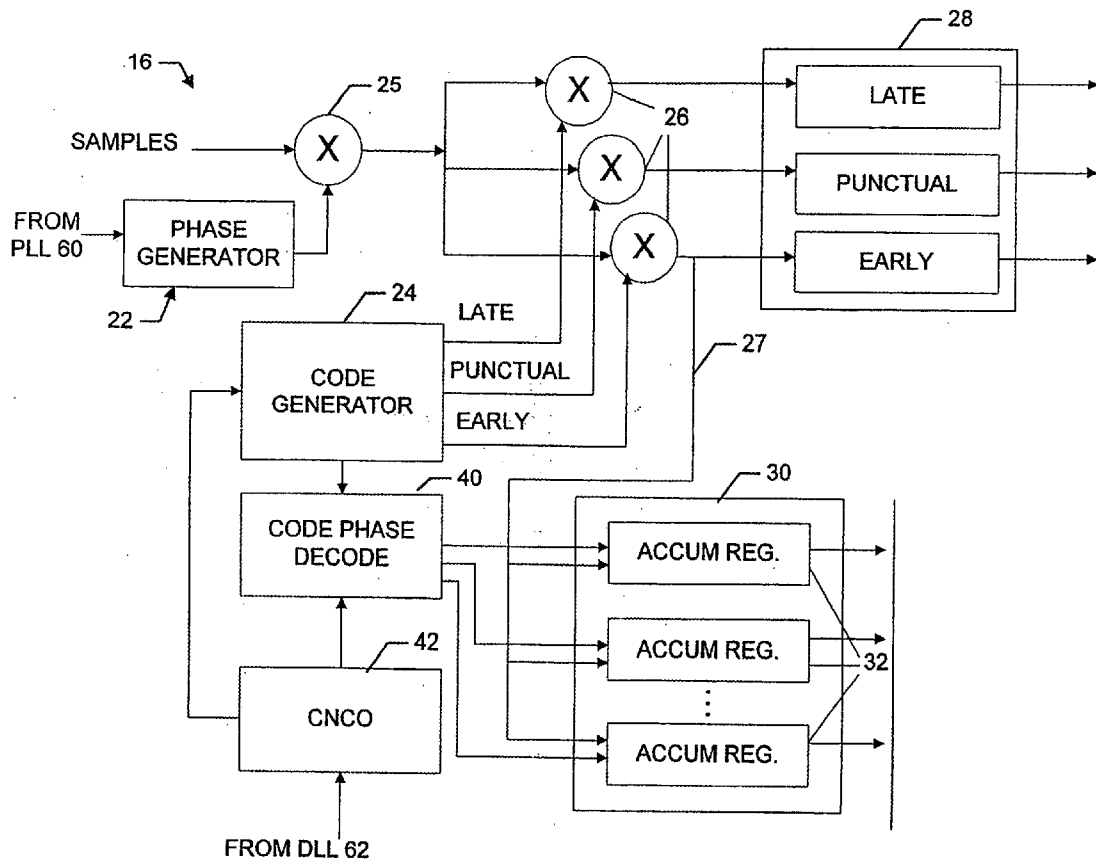 28
16
25
LATE
26
SAMPLES
PUNCTUAL
FROM
PLL 60
PHASE
GENERATOR
EARLY
22
24
LATE
27
CODE
GENERATOR
PUNCTUAL
EARLY
40
30
CODE PHASE
DECODE
ACCUM REG.
42
ACCUM REG.
32
CNCO
ACCUM REG.
FROM DLL 62
X
X
X
X